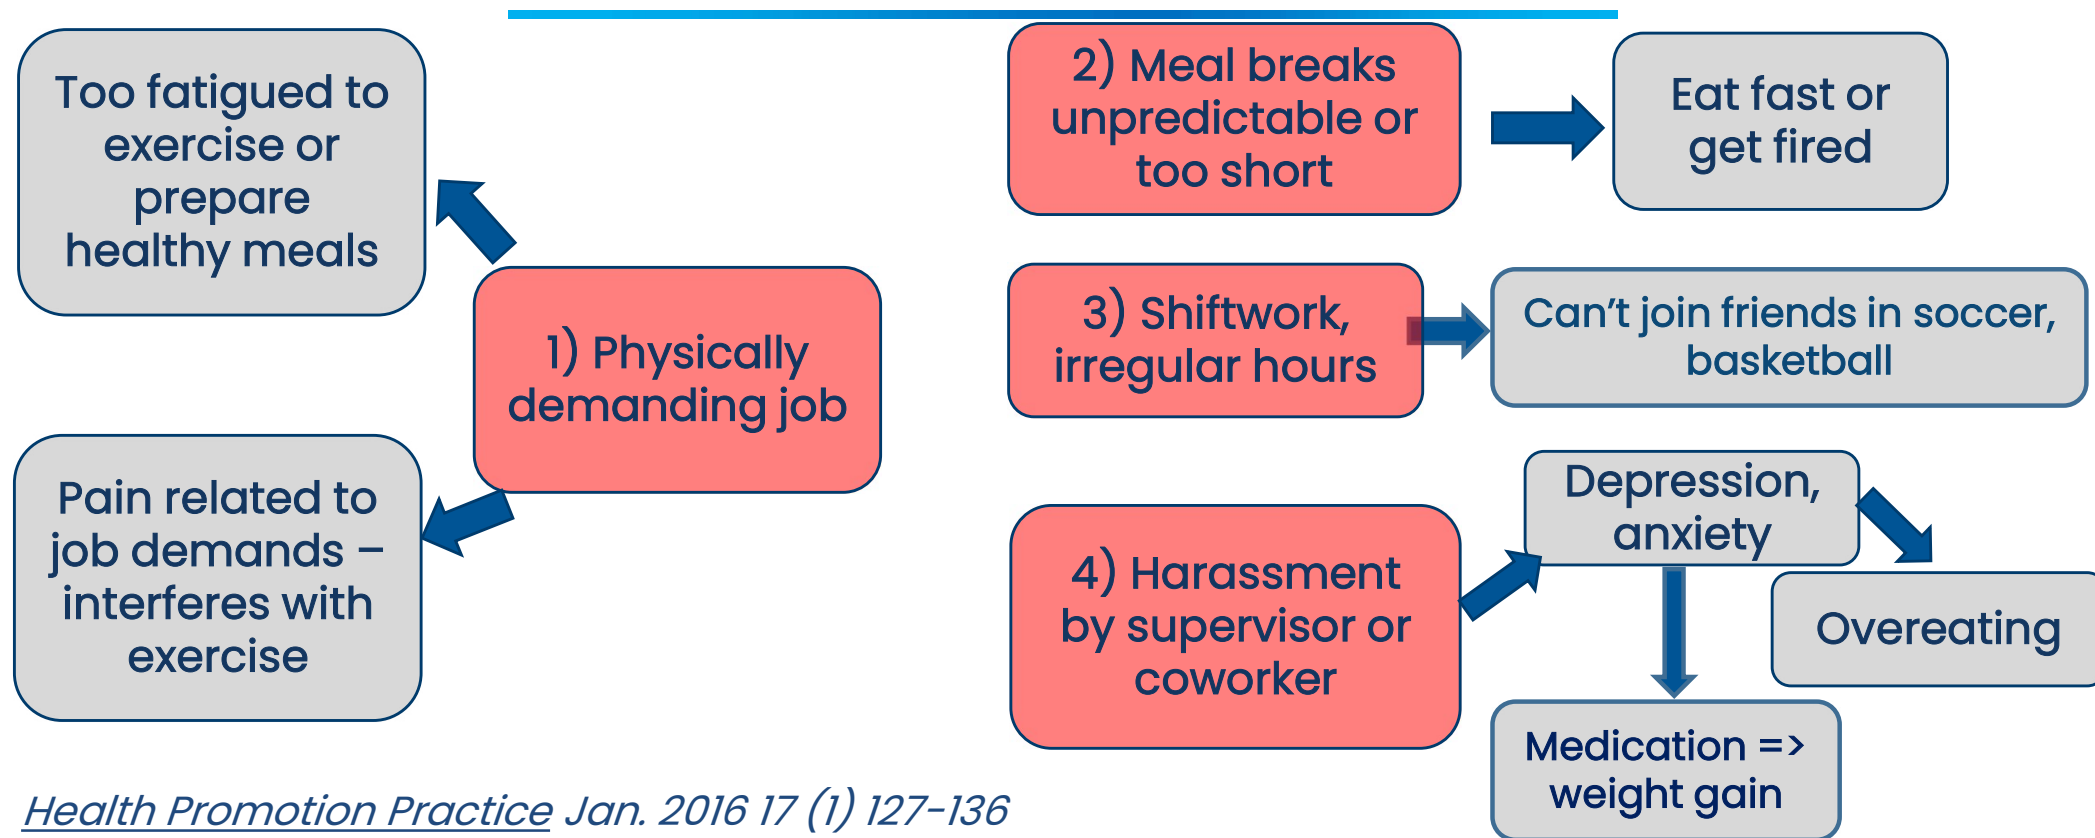 Too fatigued to
exercise or
prepare
healthy meals
1) Physically
demanding job
Pain related to
job demands –
interferes with
exercise
2) Meal breaks
unpredictable or
too short
Eat fast or
get fired
3) Shiftwork,
irregular hours
Can’t join friends in soccer,
basketball
4) Harassment
by supervisor or
coworker
Depression,
anxiety
Overeating
Medication =>
weight gain
Health Promotion Practice Jan. 2016 17 (1) 127-136